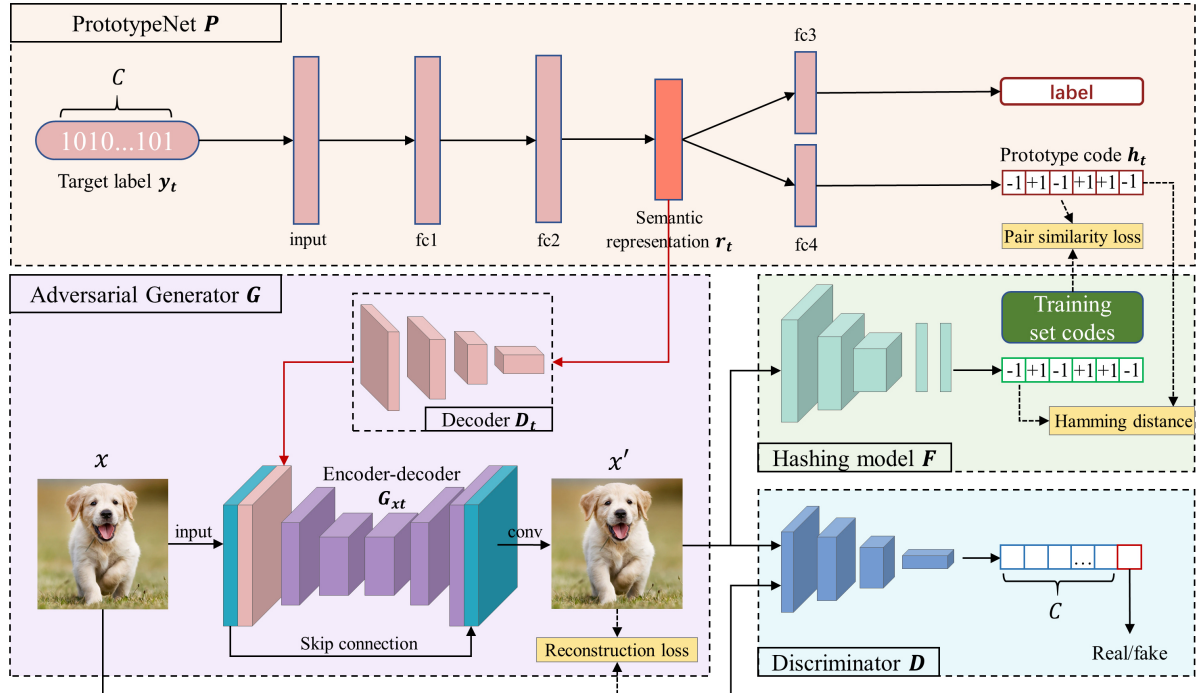 PrototypeNet P
C
1010...101
Target label y_t
input
fc1
fc2
Semantic
representation r_t
fc3
fc4
label
Prototype code h_t
-1 +1 -1 +1 +1 -1
Pair similarity loss
Adversarial Generator G
Decoder D_t
x
input
Encoder-decoder
G_xt
conv
x′
Skip connection
Reconstruction loss
Training
set codes
-1 +1 -1 +1 +1 -1
Hamming distance
Hashing model F
...
C
Real/fake
Discriminator D